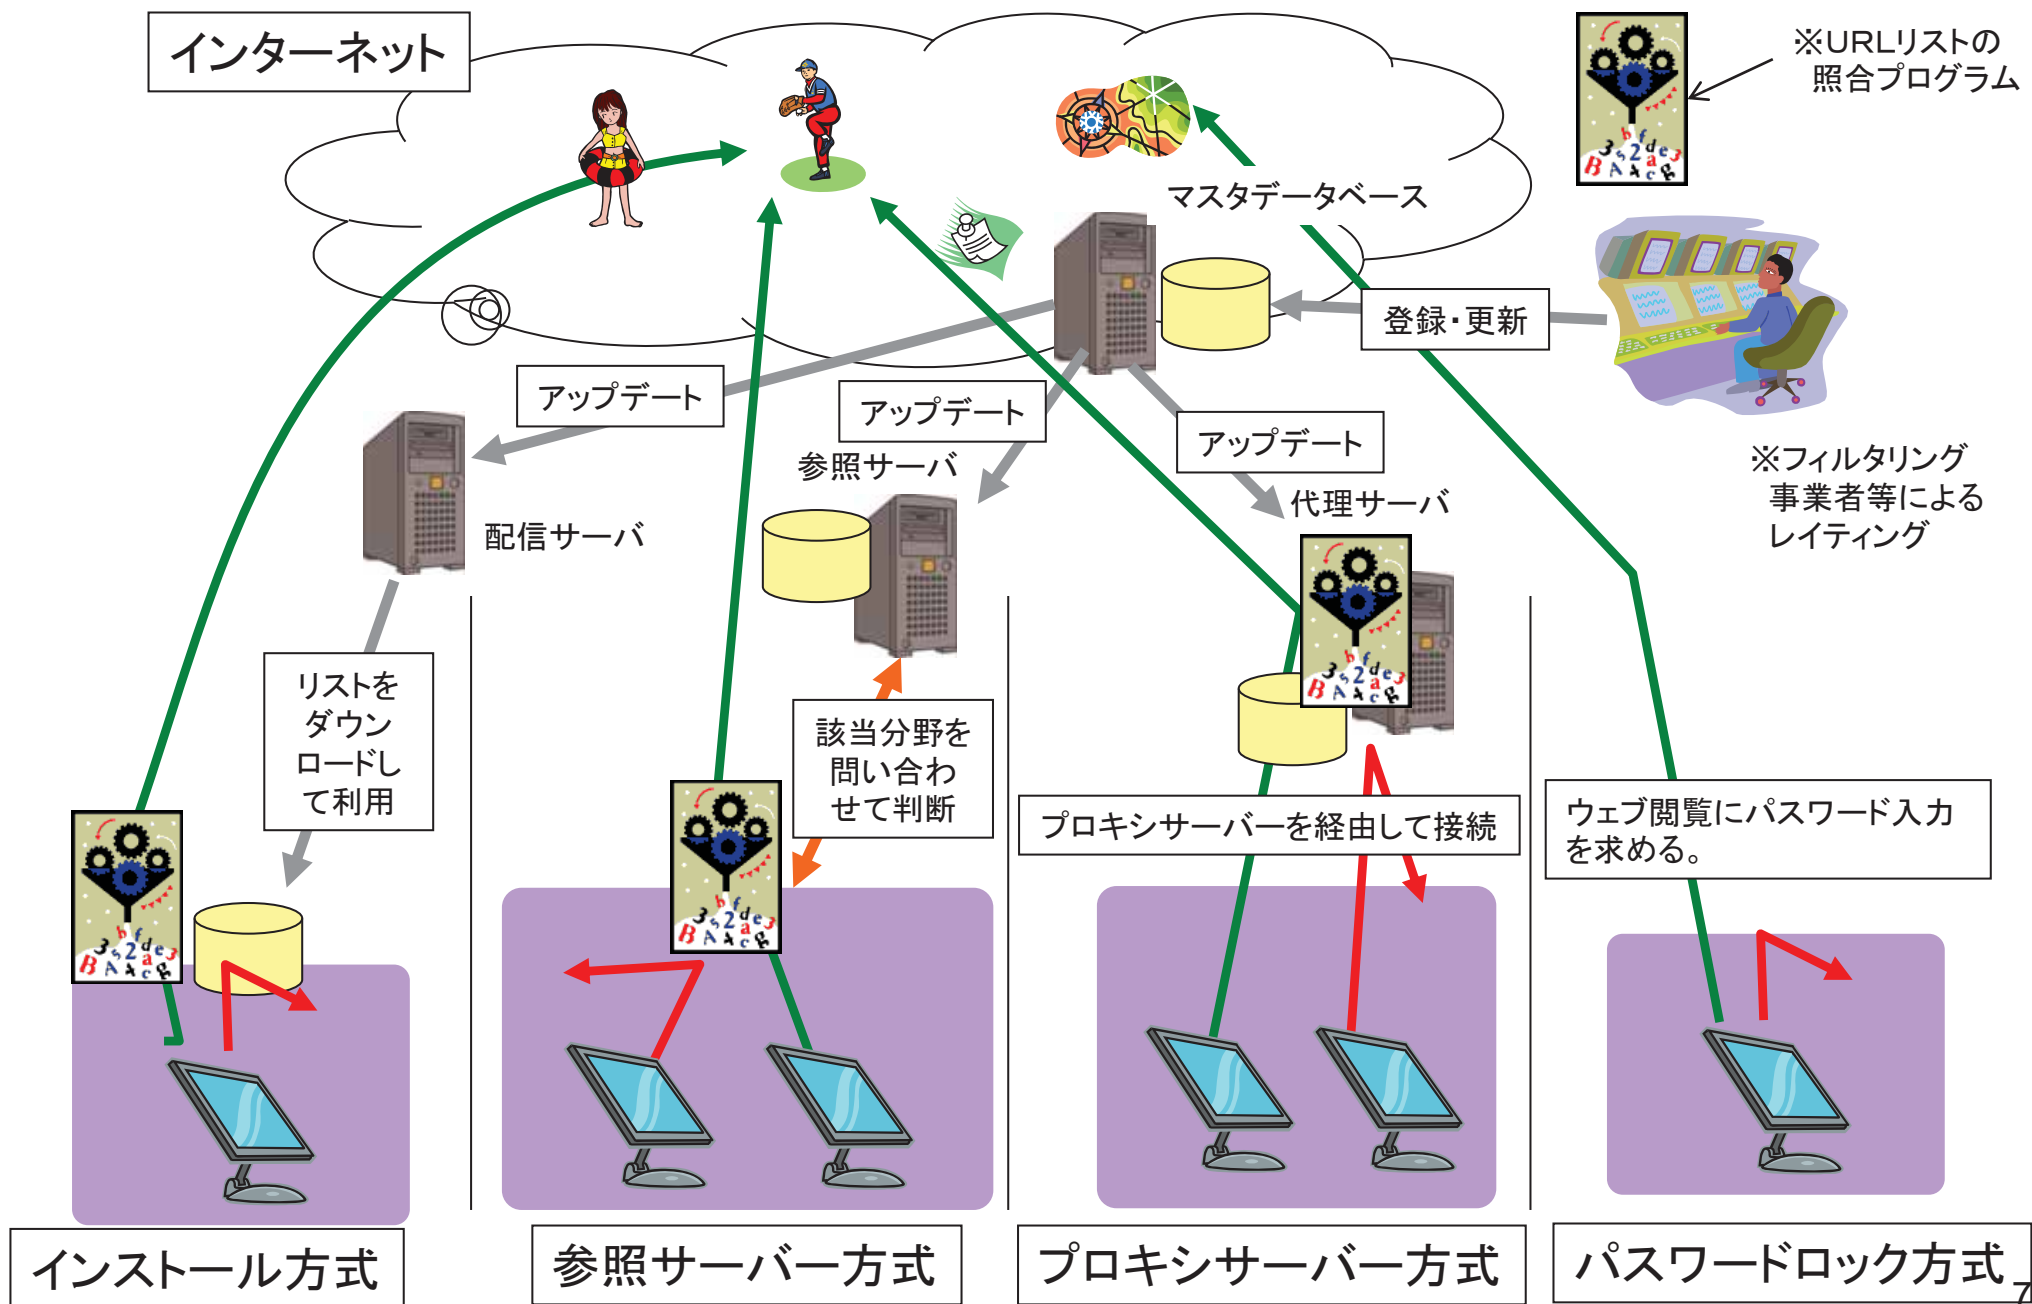 インターネット
※URLリストの
照合プログラム
マスタデータベース
登録・更新
アップデート
アップデート
アップデート
参照サーバ
代理サーバ
配信サーバ
※フィルタリング
事業者等による
レイティング
リストを
ダウン
ロードし
て利用
該当分野を
問い合わ
せて判断
プロキシサーバーを経由して接続
ウェブ閲覧にパスワード入力
を求める。
インストール方式
参照サーバー方式
プロキシサーバー方式
パスワードロック方式
7